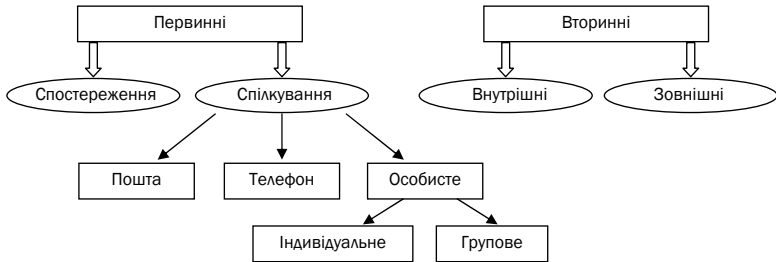 Первинні
Вторинні
Спостереження
Спілкування
Внутрішні
Зовнішні
Пошта
Телефон
Особисте
Індивідуальне
Групове